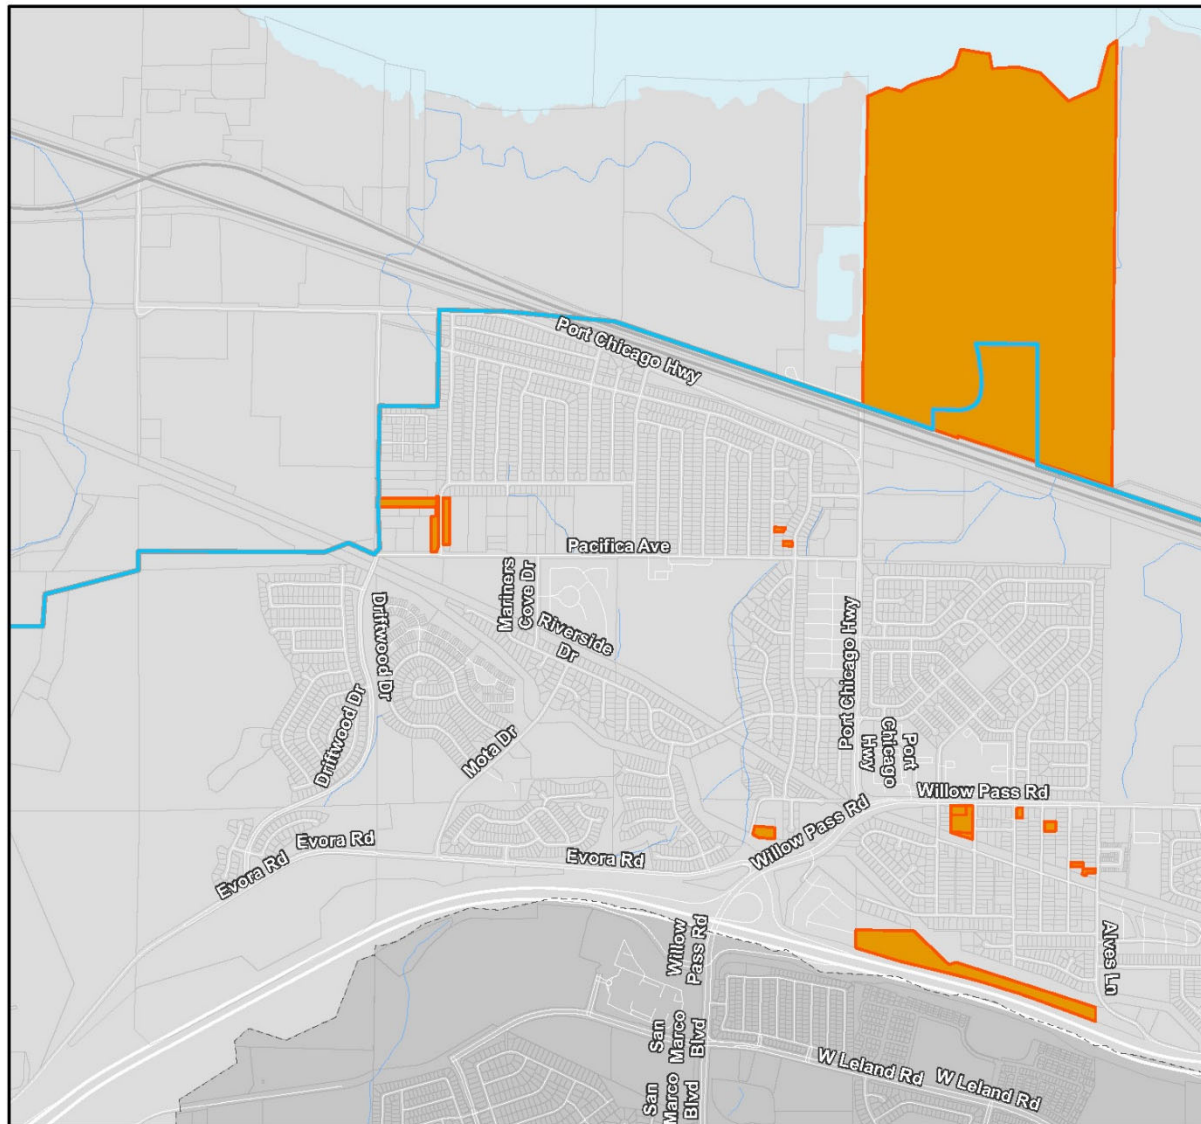 Port Chicago Hwy
Pacifica Ave
Mariners
Cove Dr
Riverside
Dr
Driftwood Dr
Driftwood Dr
Mota Dr
Port Chicago Hwy
Port
Chicago
Hwy
Willow Pass Rd
Willow Pass Rd
Evora Rd
Evora Rd
Evora Rd
Willow
Pass Rd
Alves Ln
San
Marco
Blvd
W Leland Rd
W Leland Rd
San
Marco
Blvd